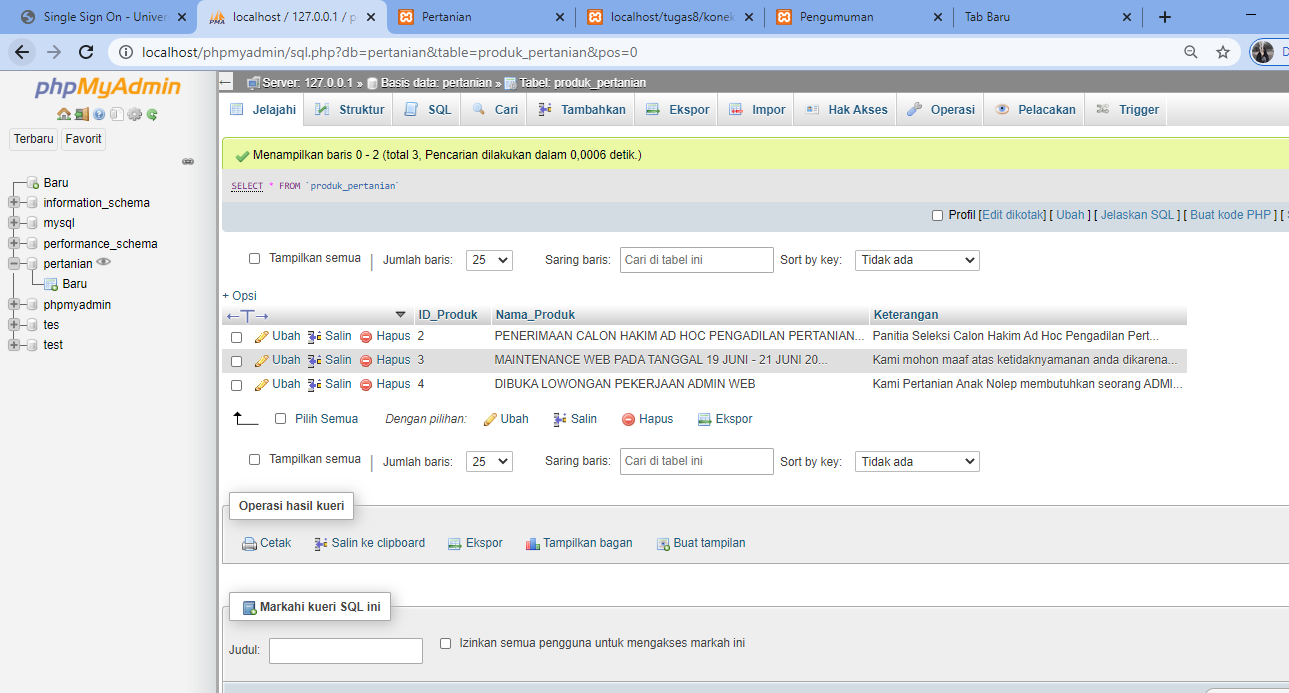 Single Sign On - Univer
localhost / 127.0.0.1 / p
Pertanian
localhost/tugas8/konek
Pengumuman
Tab Baru
localhost/phpmyadmin/sql.php?db=pertanian&table=produk_pertanian&pos=0
phpMyAdmin
Terbaru Favorit
Baru
information_schema
mysql
performance_schema
pertanian
Baru
phpmyadmin
tes
test
Server: 127.0.0.1 » Basis data: pertanian » Tabel: produk_pertanian
Jelajahi Struktur SQL Cari Tambahkan Ekspor Impor Hak Akses Operasi Pelacakan Trigger
Menampilkan baris 0 - 2 (total 3, Pencarian dilakukan dalam 0,0006 detik.)
SELECT * FROM `produk_pertanian`
Profil [Edit dikotak] [ Ubah ] [ Jelaskan SQL ] [ Buat kode PHP ] [
Tampilkan semua | Jumlah baris: 25 Saring baris: Cari di tabel ini Sort by key: Tidak ada
+ Opsi
←T→ ID_Produk Nama_Produk Keterangan
Ubah Salin Hapus 2 PENERIMAAN CALON HAKIM AD HOC PENGADILAN PERTANIAN... Panitia Seleksi Calon Hakim Ad Hoc Pengadilan Pert...
Ubah Salin Hapus 3 MAINTENANCE WEB PADA TANGGAL 19 JUNI - 21 JUNI 20... Kami mohon maaf atas ketidaknyamanan anda dikarena...
Ubah Salin Hapus 4 DIBUKA LOWONGAN PEKERJAAN ADMIN WEB Kami Pertanian Anak Nolep membutuhkan seorang ADMI...
Pilih Semua Dengan pilihan: Ubah Salin Hapus Ekspor
Tampilkan semua | Jumlah baris: 25 Saring baris: Cari di tabel ini Sort by key: Tidak ada
Operasi hasil kueri
Cetak Salin ke clipboard Ekspor Tampilkan bagan Buat tampilan
Markahi kueri SQL ini
Judul: Izinkan semua pengguna untuk mengakses markah ini